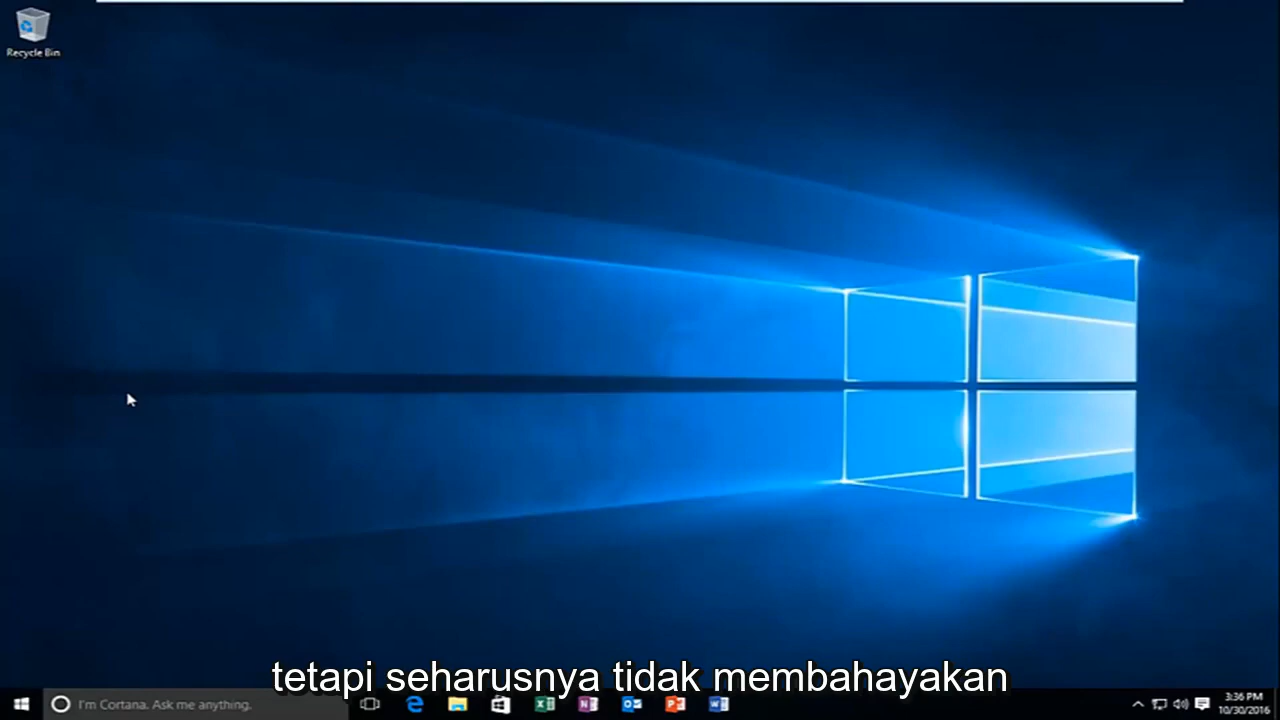 Recycle Bin
tetapi seharusnya tidak membahayakan
I'm Cortana. Ask me anything.
3:36 PM
10/30/2016